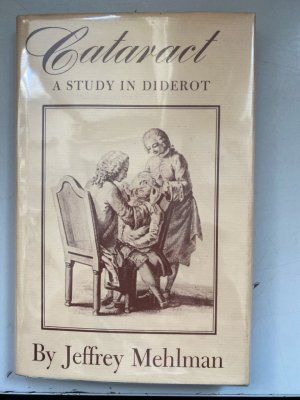 Cataract
A STUDY IN DIDEROT
By Jeffrey Mehlman